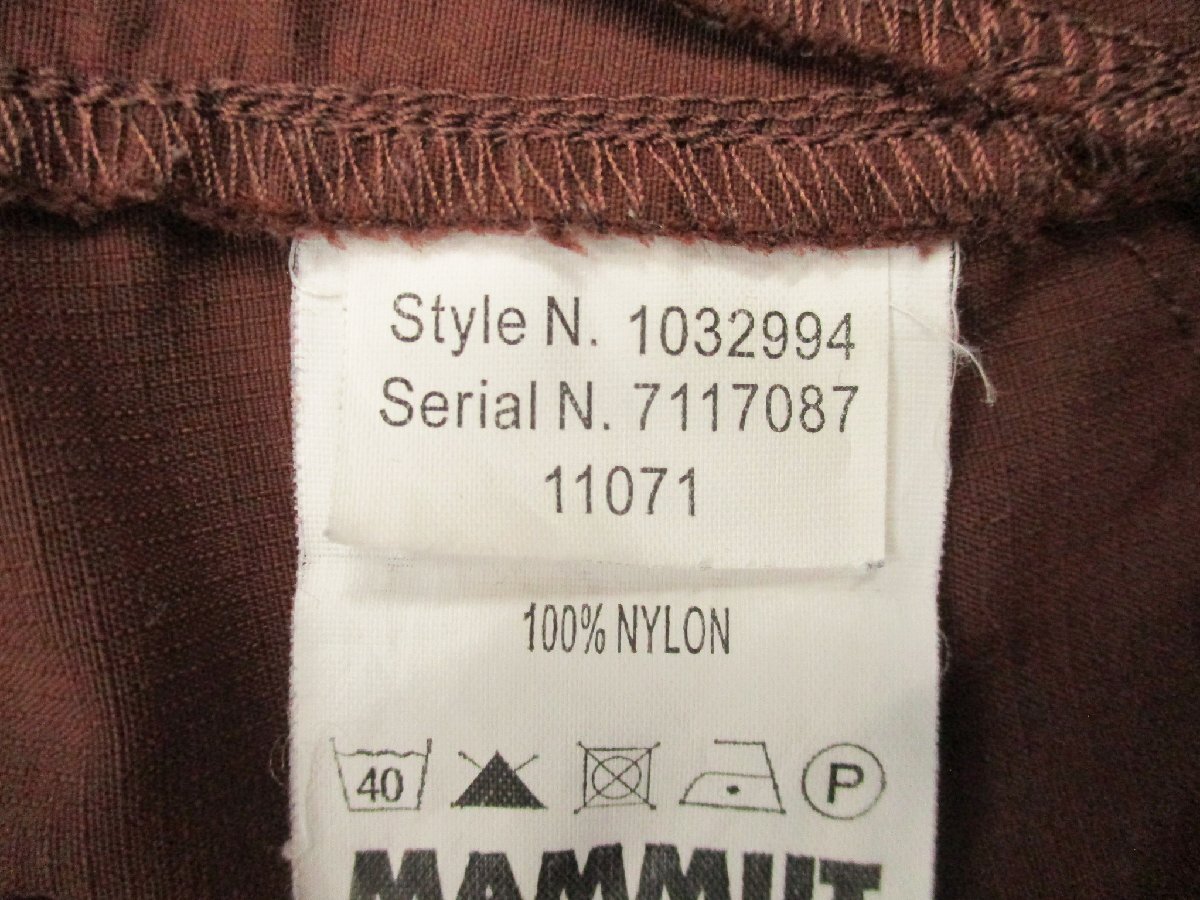 Style N. 1032994
Serial N. 7117087
11071
100% NYLON
40 P
MAMMUT